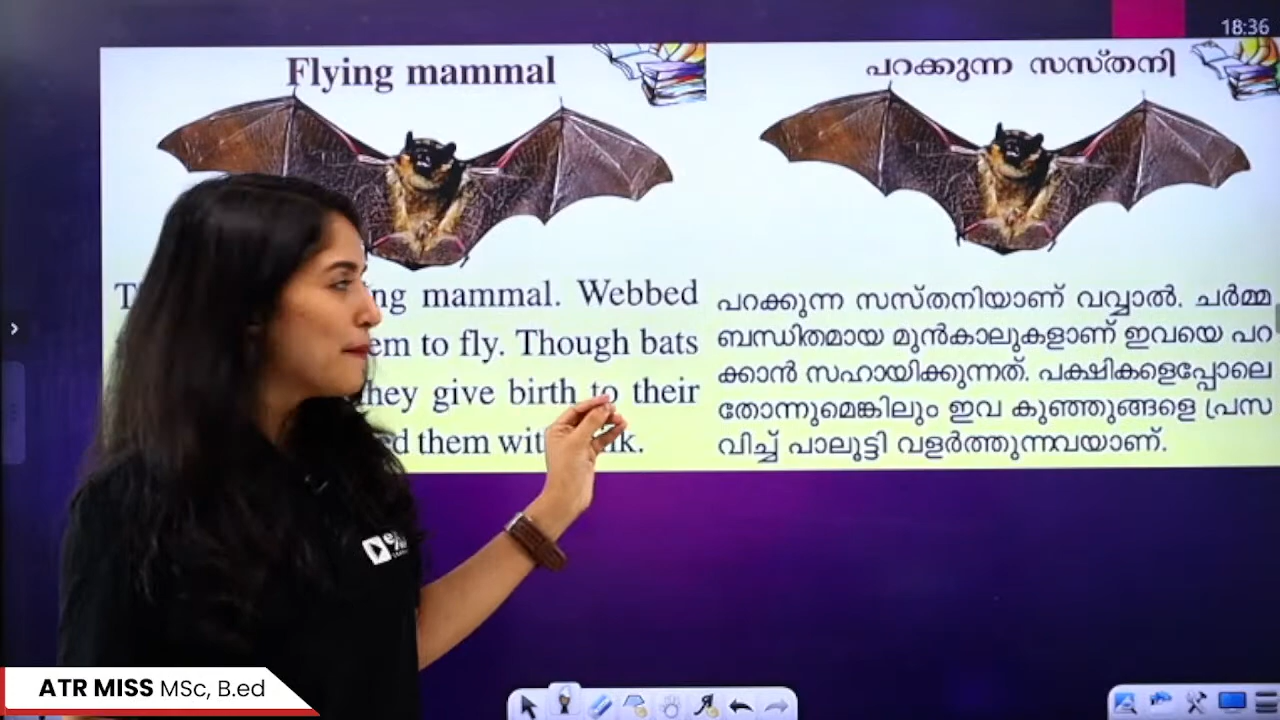 18:36
Flying mammal
ng mammal. Webbed
em to fly. Though bats
they give birth to their
d them with
പറക്കുന്ന സസ്തനി
പറക്കുന്ന സസ്തനിയാണ് വവ്വാൽ. ചർമ്മ
ബന്ധിതമായ മുൻകാലുകളാണ് ഇവയെ പറ
ക്കാൻ സഹായിക്കുന്നത്. പക്ഷികളെപ്പോലെ
തോന്നുമെങ്കിലും ഇവ കുഞ്ഞുങ്ങളെ പ്രസ
വിച്ച് പാലൂട്ടി വളർത്തുന്നവയാണ്.
ATR MISS MSc, B.ed